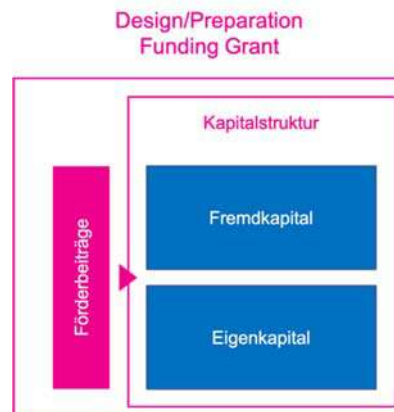 Design/Preparation
Funding Grant
Kapitalstruktur
Förderbeiträge
Fremdkapital
Eigenkapital